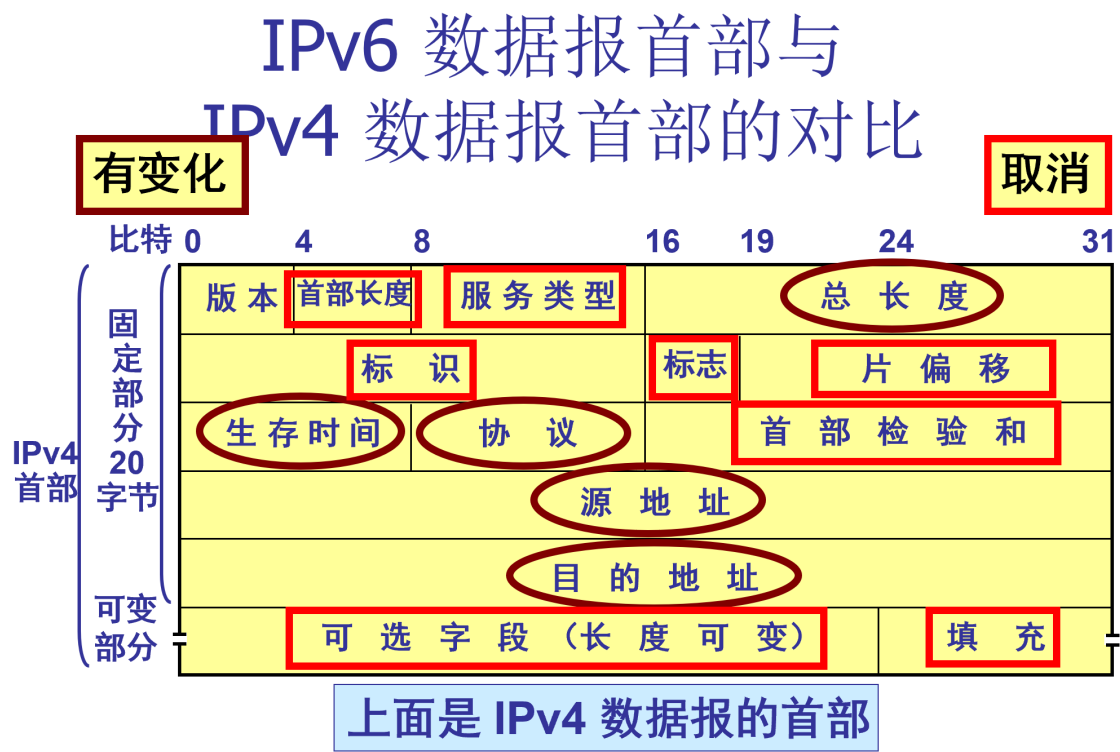 IPv6 数据报首部与
IPv4 数据报首部的对比
有变化
取消
比特 0 4 8 16 19 24 31
版本 首部长度 服务类型 总长度
标识 标志 片偏移
生存时间 协议 首部检验和
源地址
目的地址
可选字段（长度可变） 填充
IPv4
首部
固
定
部
分
20
字节
可变
部分
上面是 IPv4 数据报的首部